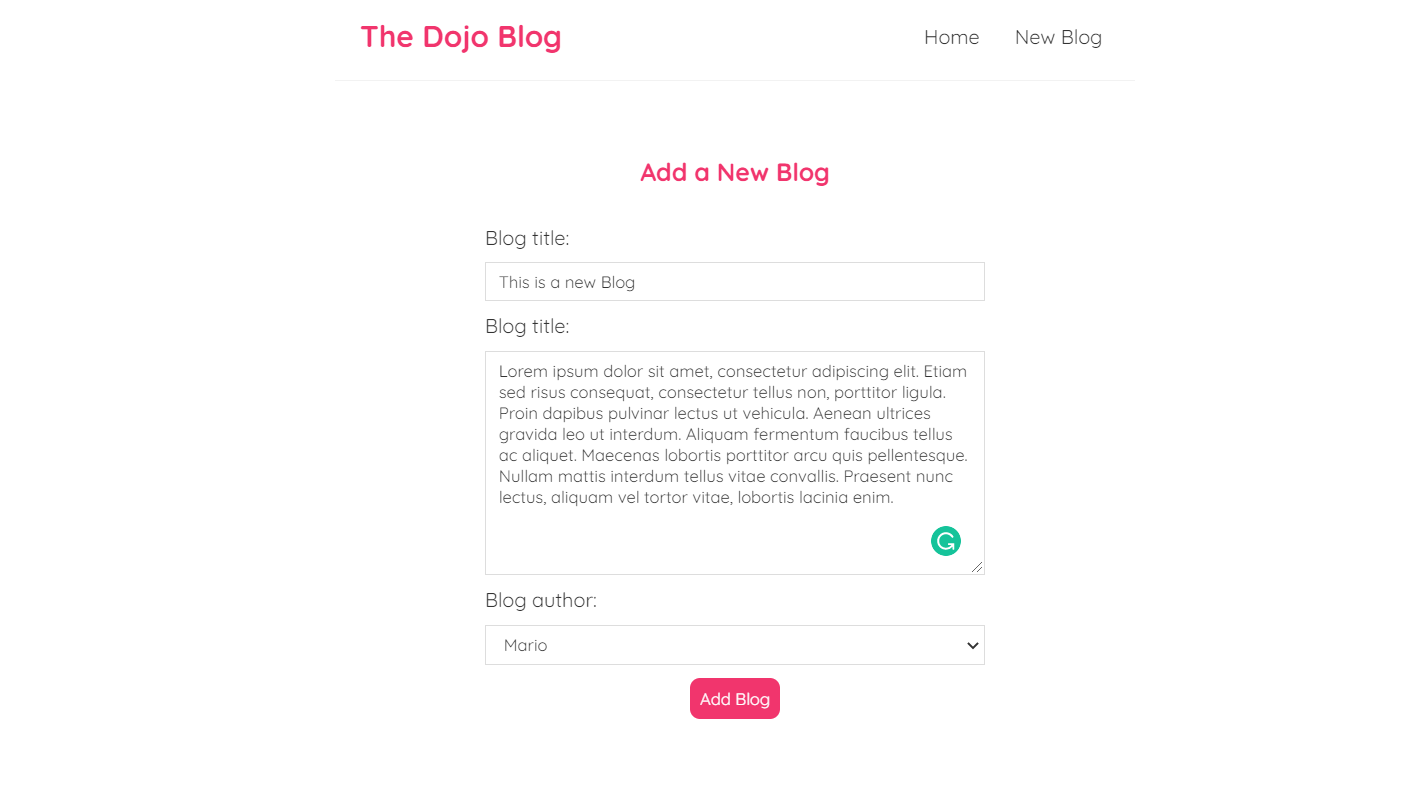 The Dojo Blog
Home
New Blog
Add a New Blog
Blog title:
This is a new Blog
Blog title:
Lorem ipsum dolor sit amet, consectetur adipiscing elit. Etiam
sed risus consequat, consectetur tellus non, porttitor ligula.
Proin dapibus pulvinar lectus ut vehicula. Aenean ultrices
gravida leo ut interdum. Aliquam fermentum faucibus tellus
ac aliquet. Maecenas lobortis porttitor arcu quis pellentesque.
Nullam mattis interdum tellus vitae convallis. Praesent nunc
lectus, aliquam vel tortor vitae, lobortis lacinia enim.
Blog author:
Mario
Add Blog